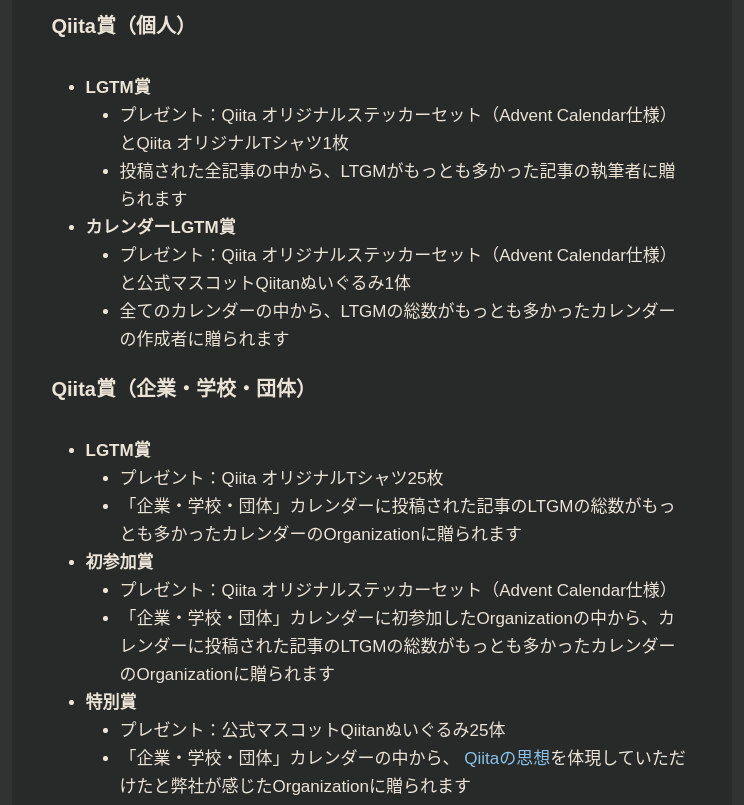 Qiita賞（個人）
LGTM賞
プレゼント：Qiita オリジナルステッカーセット（Advent Calendar仕様）
とQiita オリジナルTシャツ1枚
投稿された全記事の中から、LTGMがもっとも多かった記事の執筆者に贈
られます
カレンダーLGTM賞
プレゼント：Qiita オリジナルステッカーセット（Advent Calendar仕様）
と公式マスコットQiitanぬいぐるみ1体
全てのカレンダーの中から、LTGMの総数がもっとも多かったカレンダー
の作成者に贈られます
Qiita賞（企業・学校・団体）
LGTM賞
プレゼント：Qiita オリジナルTシャツ25枚
「企業・学校・団体」カレンダーに投稿された記事のLTGMの総数がもっ
とも多かったカレンダーのOrganizationに贈られます
初参加賞
プレゼント：Qiita オリジナルステッカーセット（Advent Calendar仕様）
「企業・学校・団体」カレンダーに初参加したOrganizationの中から、カ
レンダーに投稿された記事のLTGMの総数がもっとも多かったカレンダー
のOrganizationに贈られます
特別賞
プレゼント：公式マスコットQiitanぬいぐるみ25体
「企業・学校・団体」カレンダーの中から、 Qiitaの思想を体現していただ
けたと弊社が感じたOrganizationに贈られます